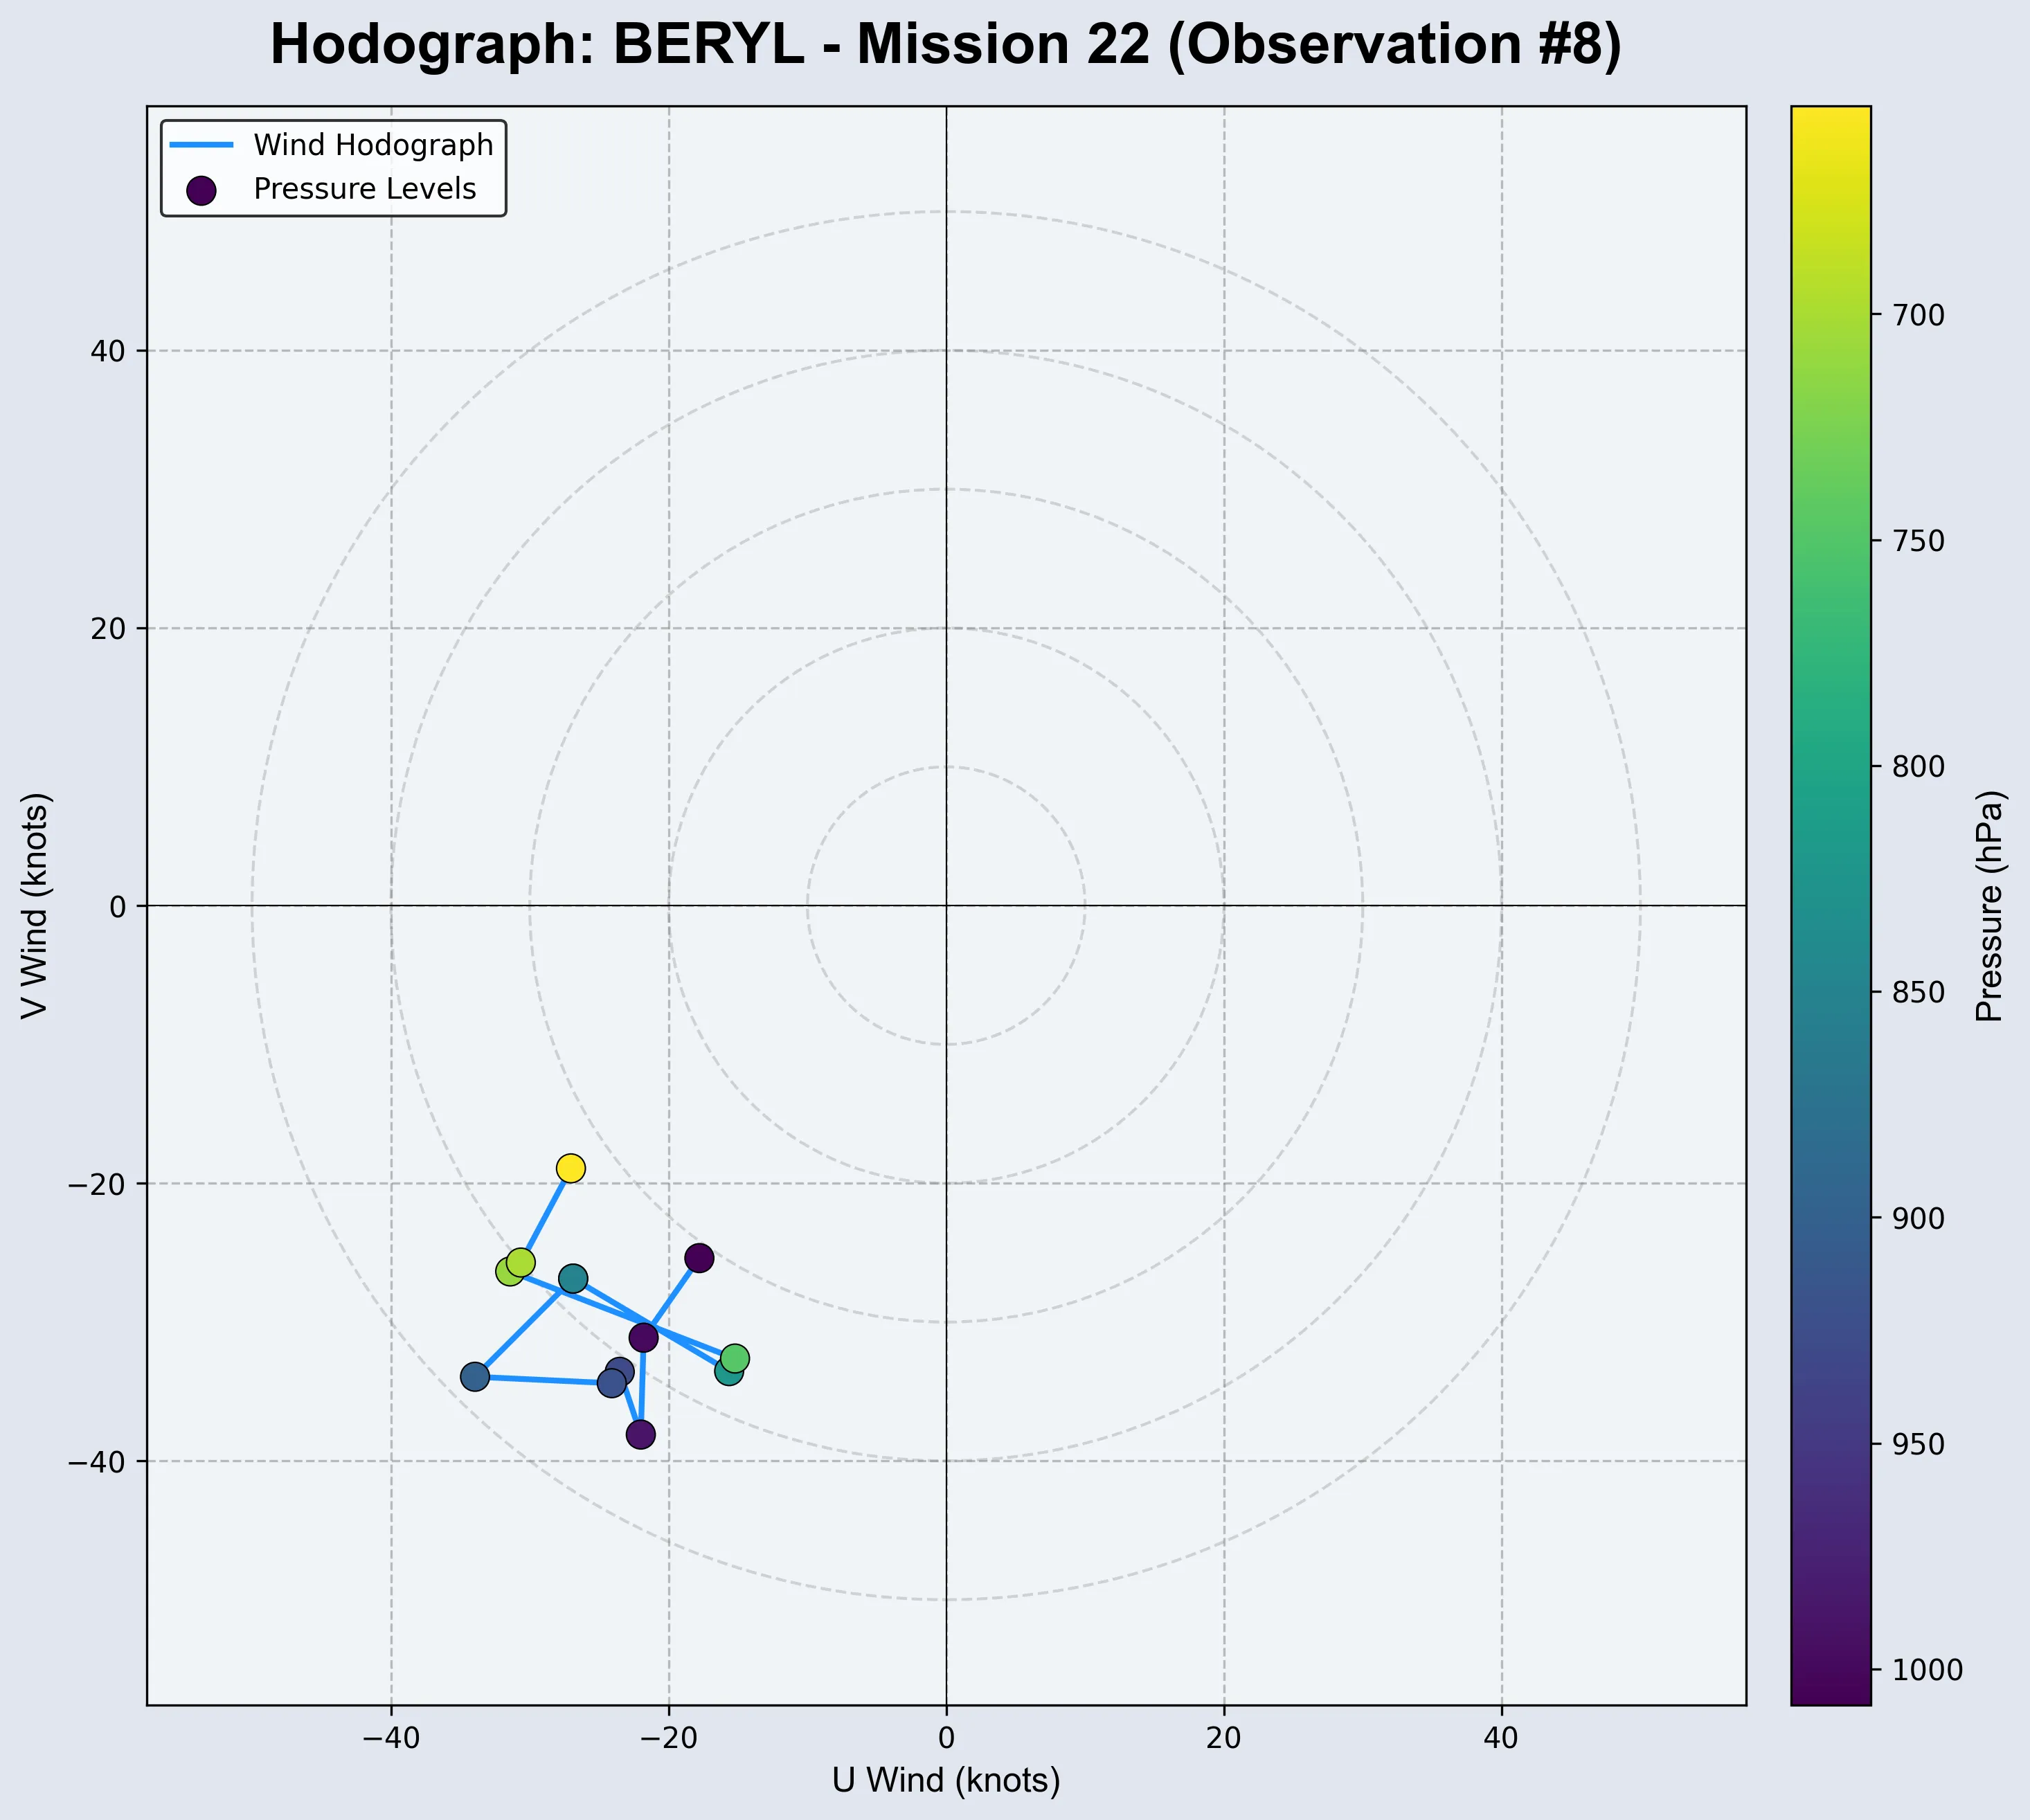 Hodograph: BERYL - Mission 22 (Observation #8)
Wind Hodograph
Pressure Levels
V Wind (knots)
40
20
0
−20
−40
−40
−20
0
20
40
U Wind (knots)
700
750
800
850
900
950
1000
Pressure (hPa)